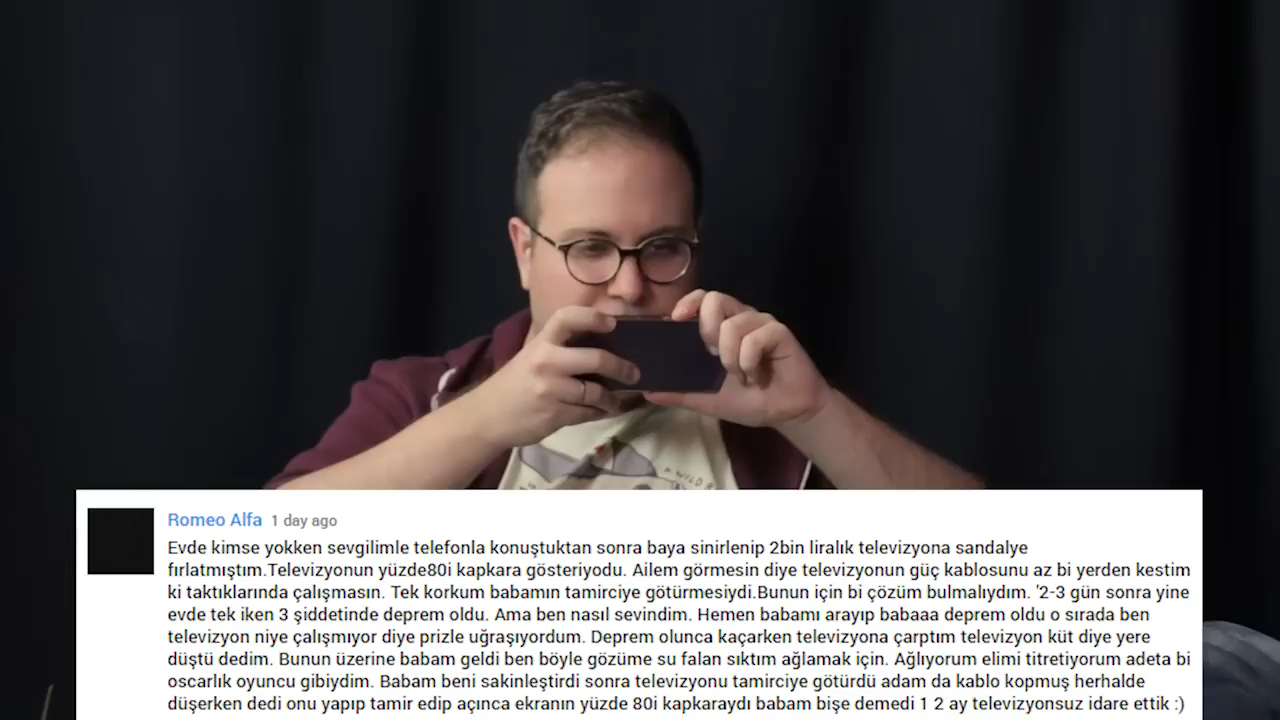 A WILD
Romeo Alfa 1 day ago
Evde kimse yokken sevgilimle telefonla konuştuktan sonra baya sinirlenip 2bin liralık televizyona sandalye
fırlatmıştım.Televizyonun yüzde80i kapkara gösteriyodu. Ailem görmesin diye televizyonun güç kablosunu az bi yerden kestim
ki taktıklarında çalışmasın. Tek korkum babamın tamirciye götürmesiydi.Bunun için bi çözüm bulmalıydım. '2-3 gün sonra yine
evde tek iken 3 şiddetinde deprem oldu. Ama ben nasıl sevindim. Hemen babamı arayıp babaaa deprem oldu o sırada ben
televizyon niye çalışmıyor diye prizle uğraşıyordum. Deprem olunca kaçarken televizyona çarptım televizyon küt diye yere
düştü dedim. Bunun üzerine babam geldi ben böyle gözüme su falan sıktım ağlamak için. Ağlıyorum elimi titretiyorum adeta bi
oscarlık oyuncu gibiydim. Babam beni sakinleştirdi sonra televizyonu tamirciye götürdü adam da kablo kopmuş herhalde
düşerken dedi onu yapıp tamir edip açınca ekranın yüzde 80i kapkaraydı babam bişe demedi 1 2 ay televizyonsuz idare ettik :)